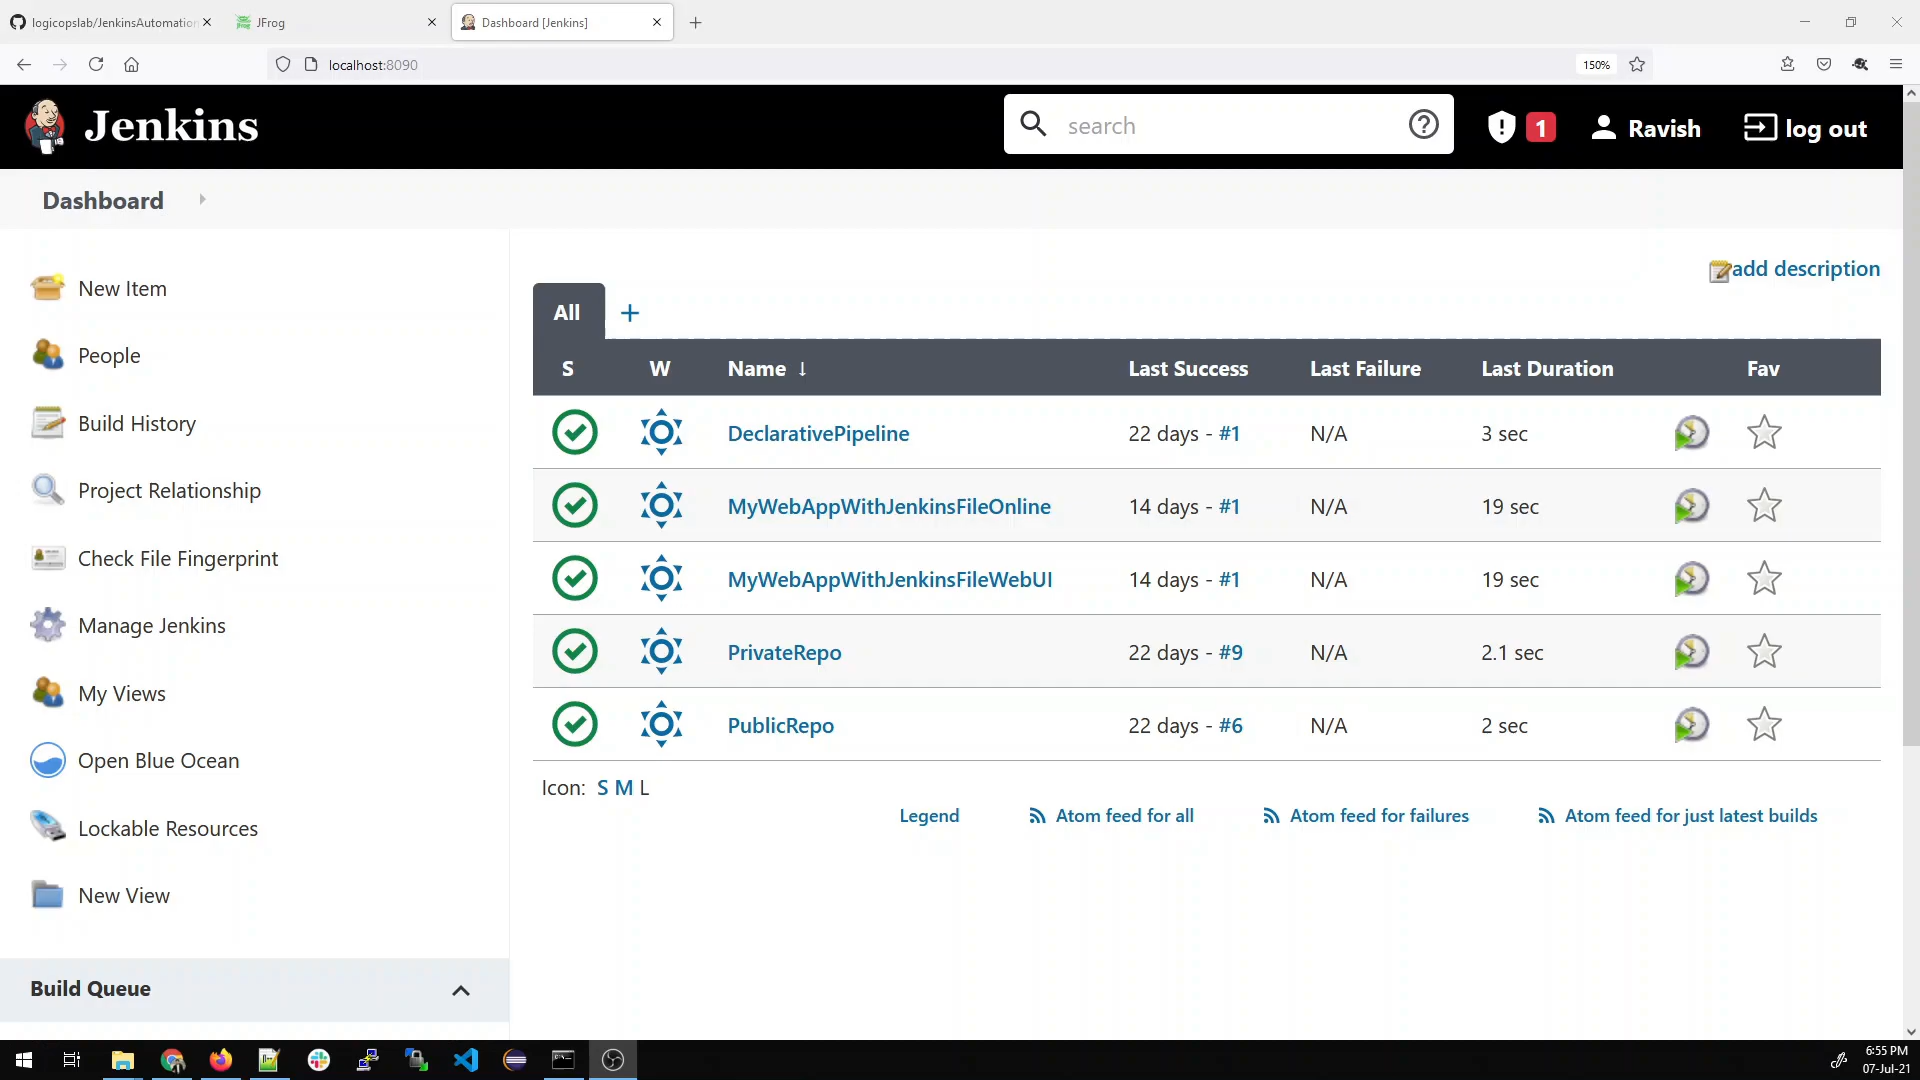 logicopslab/JenkinsAutomation
JFrog
Dashboard [Jenkins]
localhost:8090
150%
Jenkins
search
1
Ravish
log out
Dashboard
New Item
People
Build History
Project Relationship
Check File Fingerprint
Manage Jenkins
My Views
Open Blue Ocean
Lockable Resources
New View
Build Queue
add description
All +
S W Name ↓ Last Success Last Failure Last Duration Fav
DeclarativePipeline 22 days - #1 N/A 3 sec
MyWebAppWithJenkinsFileOnline 14 days - #1 N/A 19 sec
MyWebAppWithJenkinsFileWebUI 14 days - #1 N/A 19 sec
PrivateRepo 22 days - #9 N/A 2.1 sec
PublicRepo 22 days - #6 N/A 2 sec
Icon: S M L
Legend Atom feed for all Atom feed for failures Atom feed for just latest builds
6:55 PM
07-Jul-21